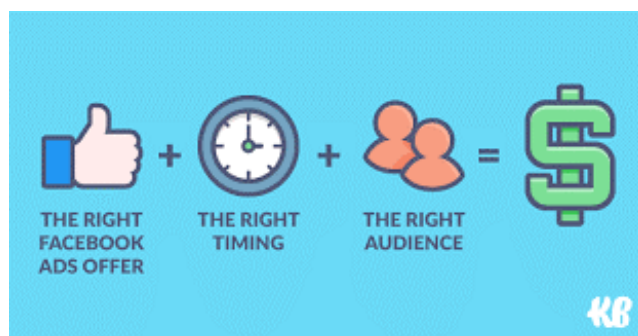 THE RIGHT
FACEBOOK
ADS OFFER
+
THE RIGHT
TIMING
+
THE RIGHT
AUDIENCE
=
$
KB